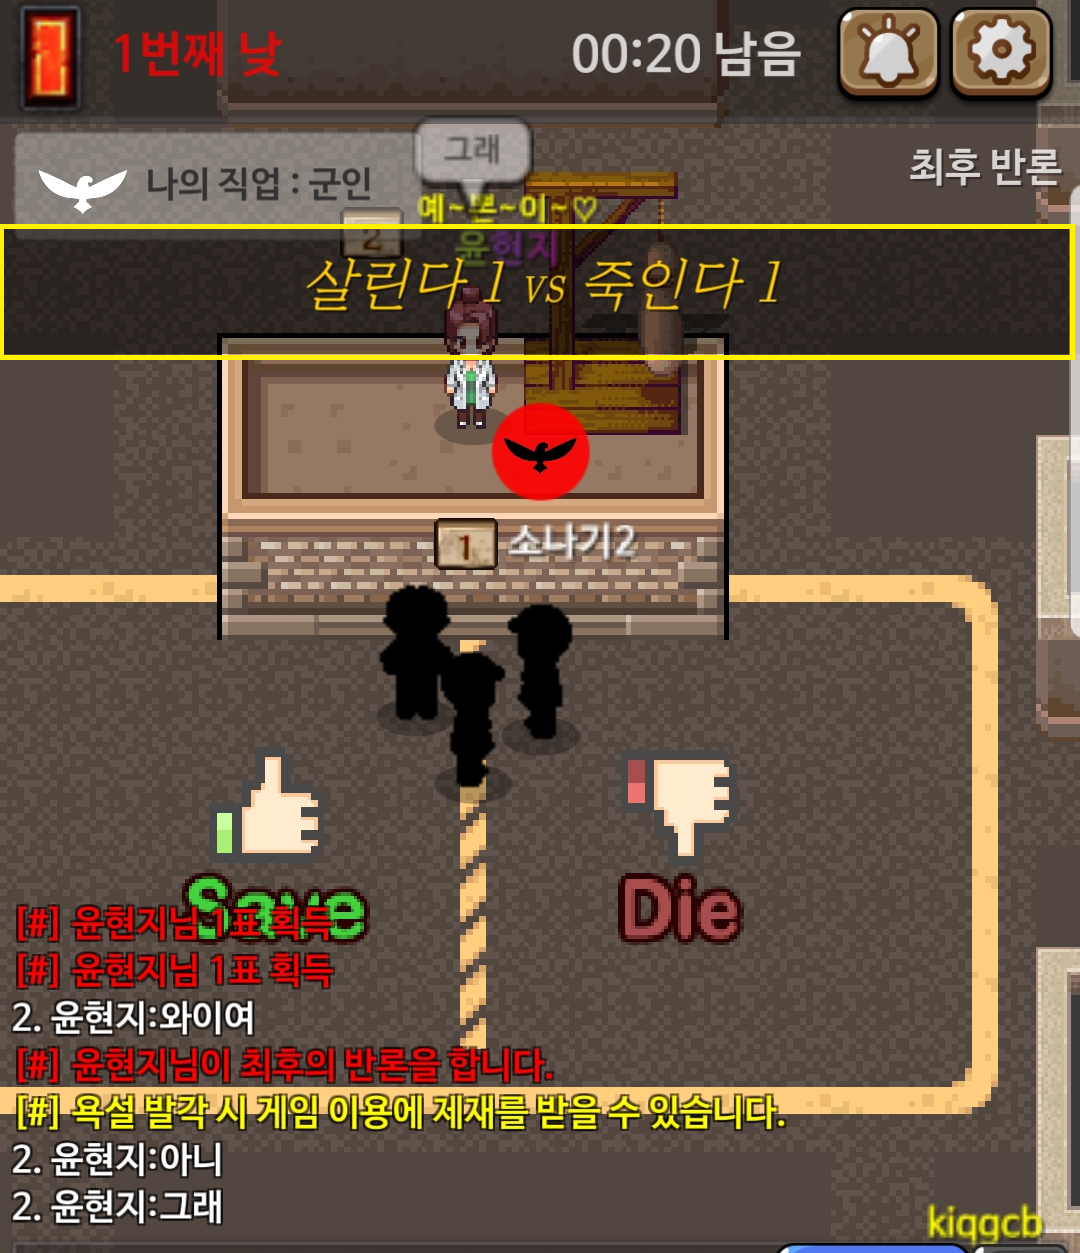 1번째 낮
00:20 남음
나의 직업 : 군인
그래
최후 반론
예~쁜~이~♡
2
윤현지
살린다 1 vs 죽인다 1
1 소나기2
Save
Die
[#] 윤현지님 1표 획득
[#] 윤현지님 1표 획득
2. 윤현지:와이여
[#] 윤현지님이 최후의 반론을 합니다.
[#] 욕설 발각 시 게임 이용에 제재를 받을 수 있습니다.
2. 윤현지:아니
2. 윤현지:그래
kiqgcb